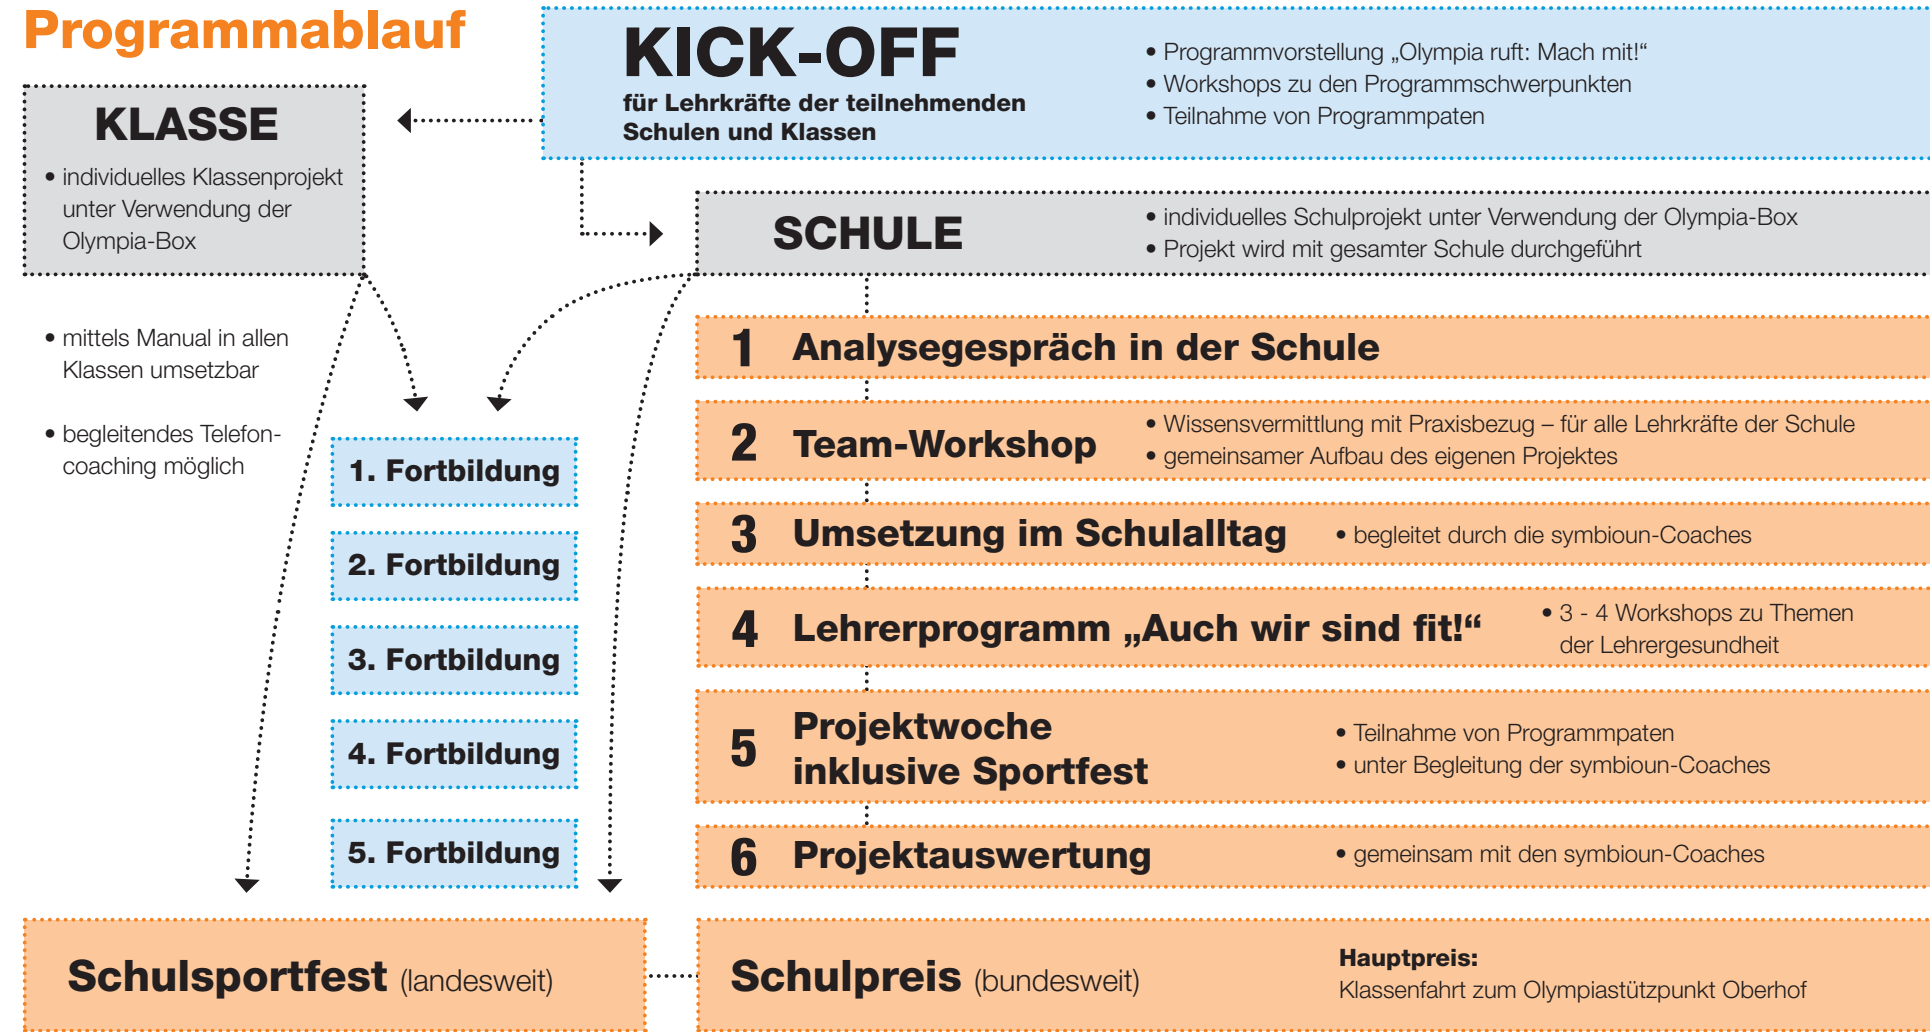 Programmablauf
KICK-OFF
für Lehrkräfte der teilnehmenden
Schulen und Klassen
• Programmvorstellung „Olympia ruft: Mach mit!“
• Workshops zu den Programmschwerpunkten
• Teilnahme von Programmpaten
KLASSE
• individuelles Klassenprojekt
unter Verwendung der
Olympia-Box
• mittels Manual in allen
Klassen umsetzbar
• begleitendes Telefon-
coaching möglich
SCHULE
• individuelles Schulprojekt unter Verwendung der Olympia-Box
• Projekt wird mit gesamter Schule durchgeführt
1. Fortbildung
2. Fortbildung
3. Fortbildung
4. Fortbildung
5. Fortbildung
1 Analysegespräch in der Schule
2 Team-Workshop
• Wissensvermittlung mit Praxisbezug – für alle Lehrkräfte der Schule
• gemeinsamer Aufbau des eigenen Projektes
3 Umsetzung im Schulalltag • begleitet durch die symbioun-Coaches
4 Lehrerprogramm „Auch wir sind fit!“
• 3 - 4 Workshops zu Themen
der Lehrergesundheit
5 Projektwoche
inklusive Sportfest
• Teilnahme von Programmpaten
• unter Begleitung der symbioun-Coaches
6 Projektauswertung • gemeinsam mit den symbioun-Coaches
Schulsportfest (landesweit)
Schulpreis (bundesweit)
Hauptpreis:
Klassenfahrt zum Olympiastützpunkt Oberhof